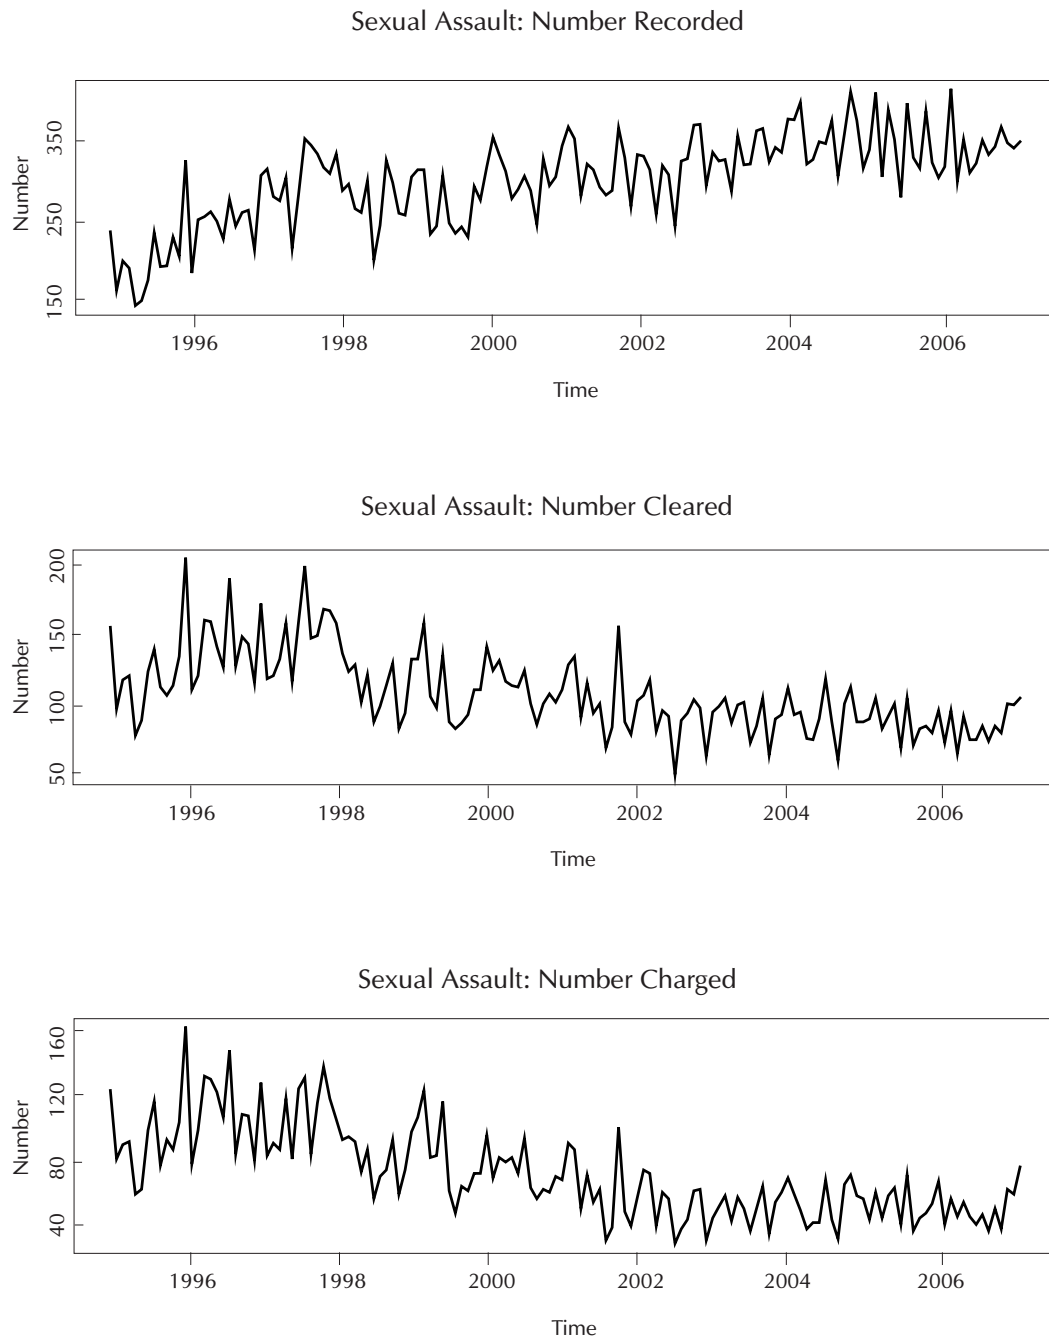 Sexual Assault: Number Recorded
350
250
150
Number
1996 1998 2000 2002 2004 2006
Time
Sexual Assault: Number Cleared
200
150
100
50
Number
1996 1998 2000 2002 2004 2006
Time
Sexual Assault: Number Charged
160
120
80
40
Number
1996 1998 2000 2002 2004 2006
Time